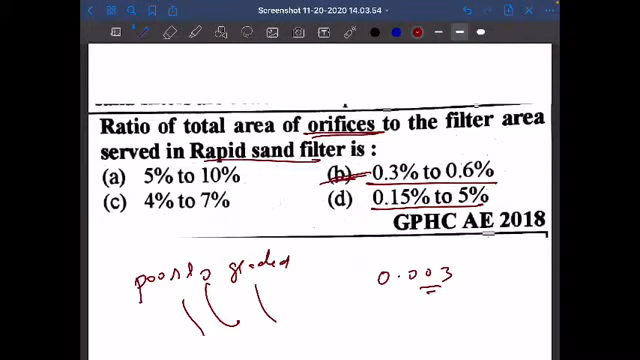 Screenshot 11-20-2020 14.03.54
Ratio of total area of orifices to the filter area
served in Rapid sand filter is :
(a) 5% to 10% (b) 0.3% to 0.6%
(c) 4% to 7% (d) 0.15% to 5%
GPHC AE 2018
graded 0.003